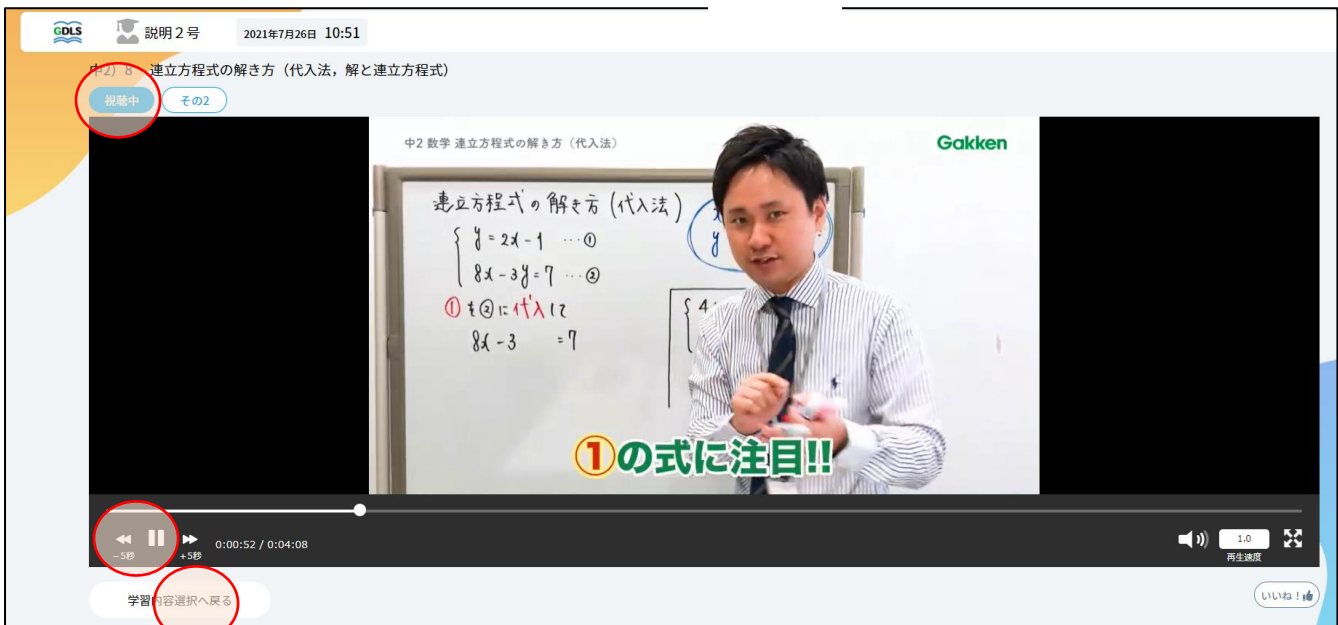 GDLS 説明2号 2021年7月26日 10:51
中2) 8 連立方程式の解き方(代入法，解と連立方程式)
視聴中 その2
中2 数学 連立方程式の解き方(代入法)
Gakken
連立方程式の解き方(代入法)
y=2x-1 …①
8x-3y=7 …②
①を②に代入して
8x-3 =7
y
4
①の式に注目!!
-5秒 +5秒 0:00:52 / 0:04:08
1.0
再生速度
学習内容選択へ戻る
いいね!